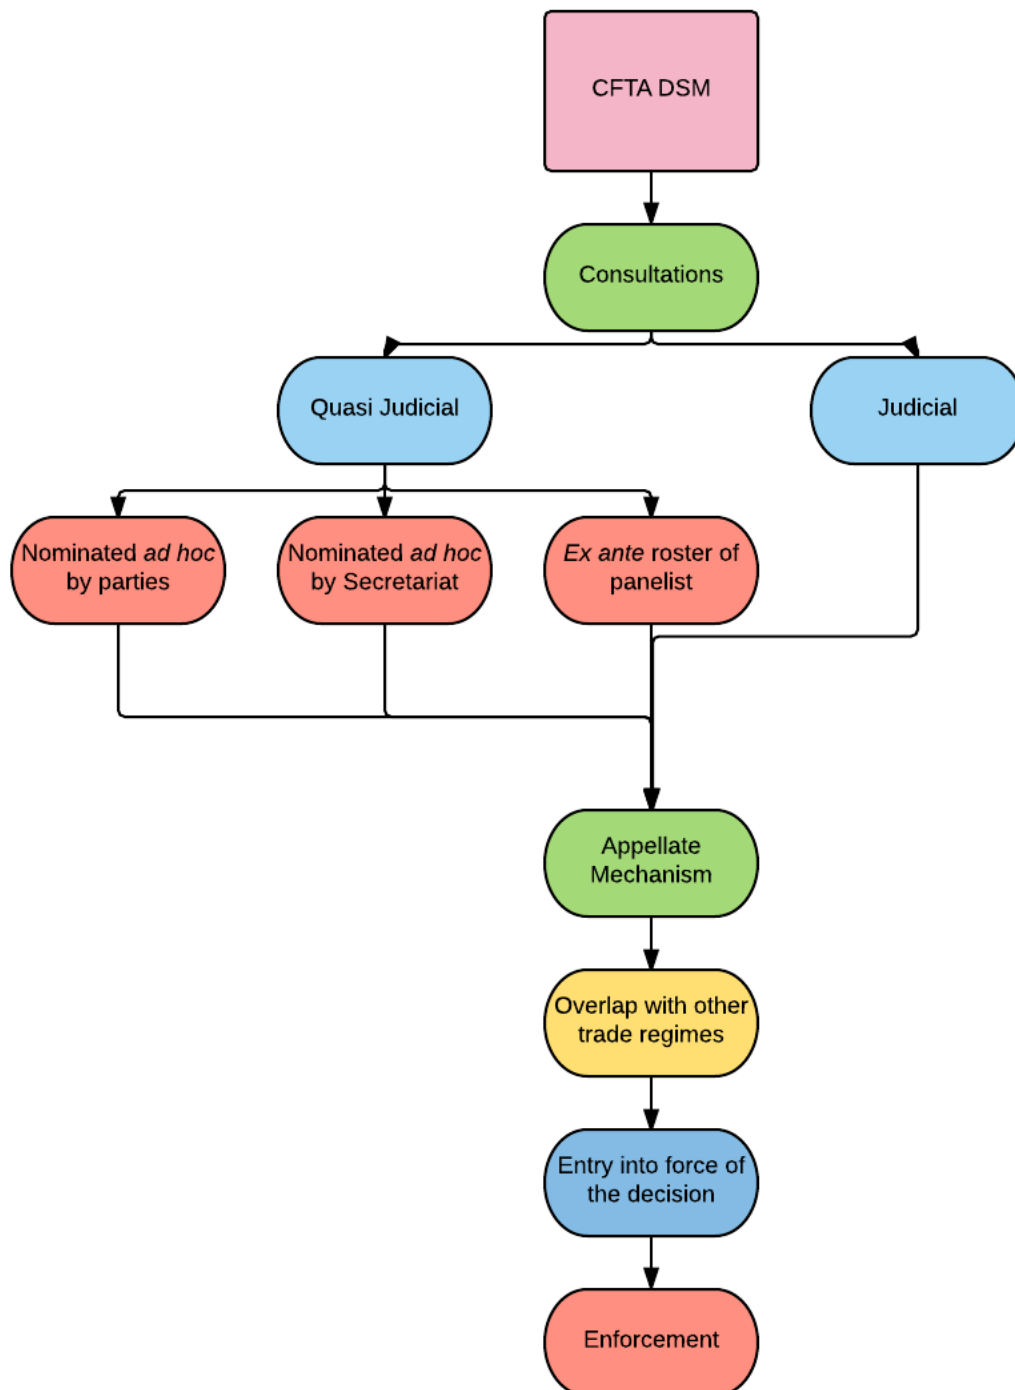 CFTA DSM
Consultations
Quasi Judicial
Judicial
Nominated ad hoc
by parties
Nominated ad hoc
by Secretariat
Ex ante roster of
panelist
Appellate
Mechanism
Overlap with other
trade regimes
Entry into force of
the decision
Enforcement